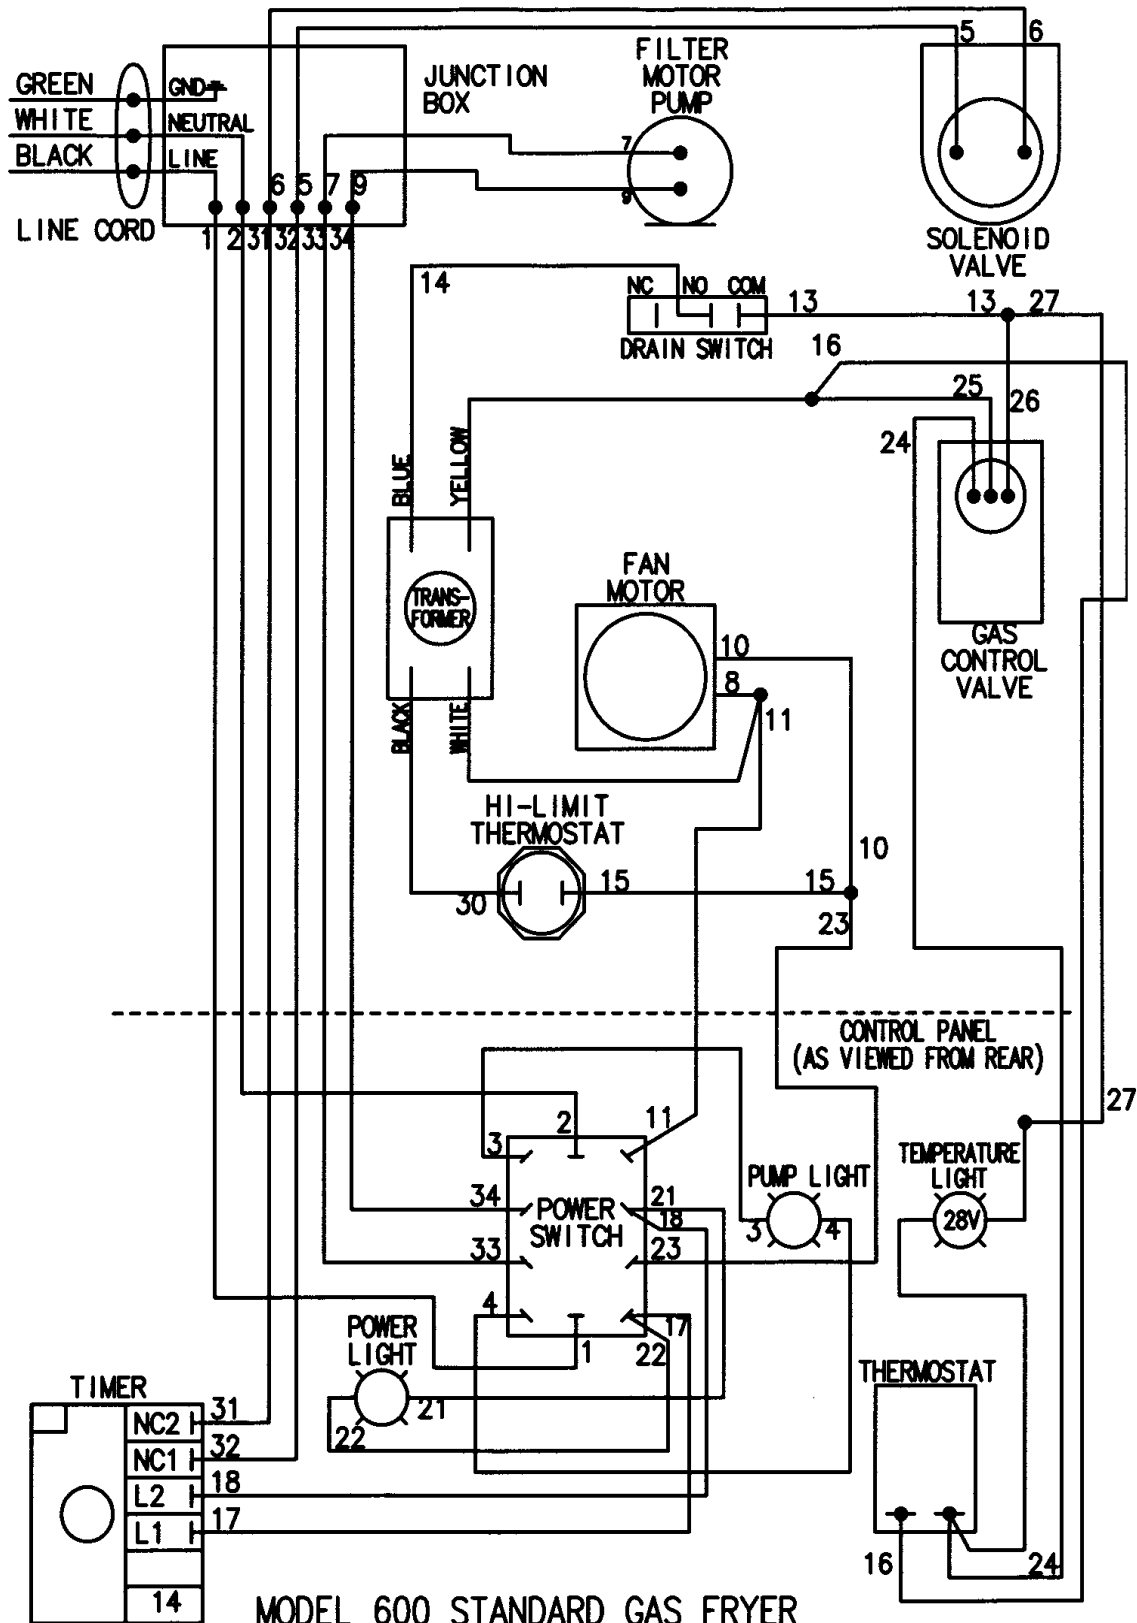 5 6
FILTER
MOTOR
PUMP
JUNCTION
BOX
GREEN
GND
WHITE
NEUTRAL
BLACK
LINE
7
9
6 5 7 9
LINE CORD
1 2 31 32 33 34
SOLENOID
VALVE
14
NC NO COM
13
13 27
DRAIN SWITCH
16
25
26
24
BLUE
YELLOW
TRANS-
FORMER
FAN
MOTOR
10
8
11
GAS
CONTROL
VALVE
BLACK
WHITE
HI-LIMIT
THERMOSTAT
10
30
15
15
23
CONTROL PANEL
(AS VIEWED FROM REAR)
27
2
11
3
PUMP LIGHT
TEMPERATURE
LIGHT
34
POWER
SWITCH
21
18
3
4
28V
33
23
4
17
1
22
POWER
LIGHT
THERMOSTAT
21
22
TIMER
NC2
31
NC1
32
L2
18
L1
17
14
16
24
MODEL 600 STANDARD GAS FRYER